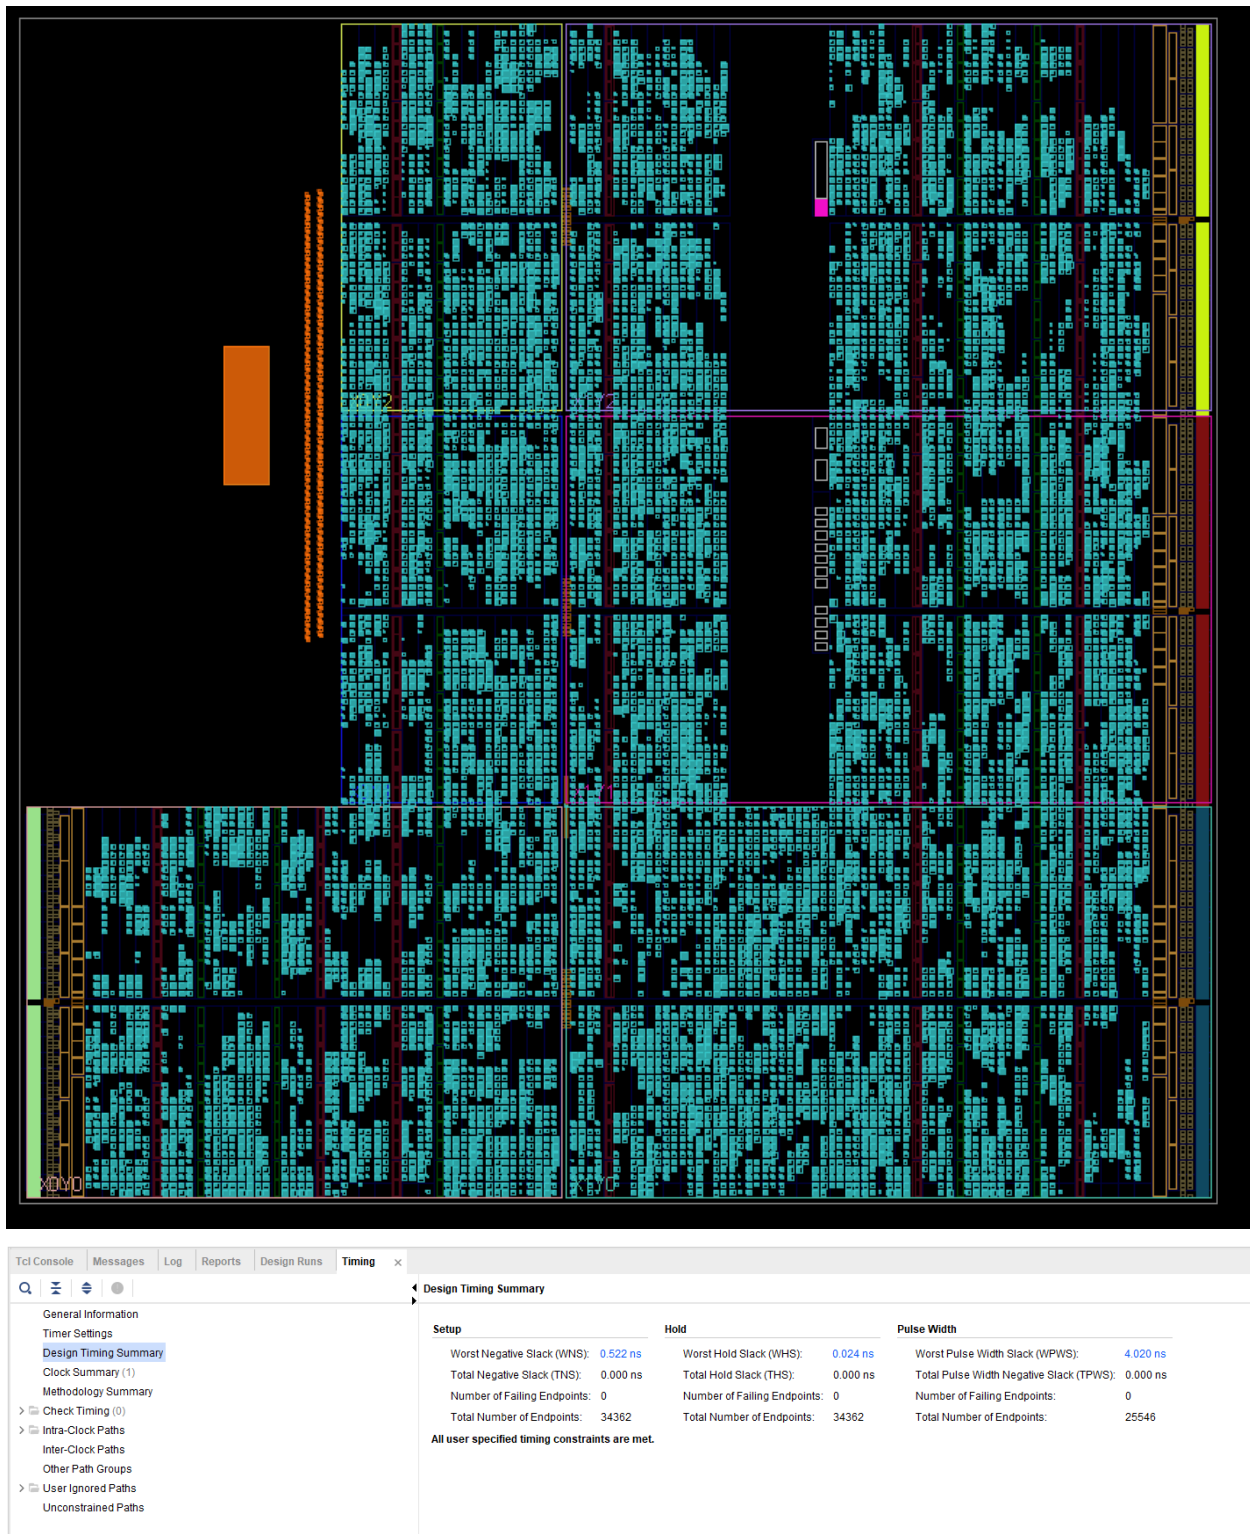 X0Y2
X1Y2
X1Y1
X0Y0
X1Y0
Tcl Console Messages Log Reports Design Runs Timing ×
Design Timing Summary
General Information
Timer Settings
Design Timing Summary
Clock Summary (1)
Methodology Summary
Check Timing (0)
Intra-Clock Paths
Inter-Clock Paths
Other Path Groups
User Ignored Paths
Unconstrained Paths
Setup Hold Pulse Width
Worst Negative Slack (WNS): 0.522 ns Worst Hold Slack (WHS): 0.024 ns Worst Pulse Width Slack (WPWS): 4.020 ns
Total Negative Slack (TNS): 0.000 ns Total Hold Slack (THS): 0.000 ns Total Pulse Width Negative Slack (TPWS): 0.000 ns
Number of Failing Endpoints: 0 Number of Failing Endpoints: 0 Number of Failing Endpoints: 0
Total Number of Endpoints: 34362 Total Number of Endpoints: 34362 Total Number of Endpoints: 25546
All user specified timing constraints are met.